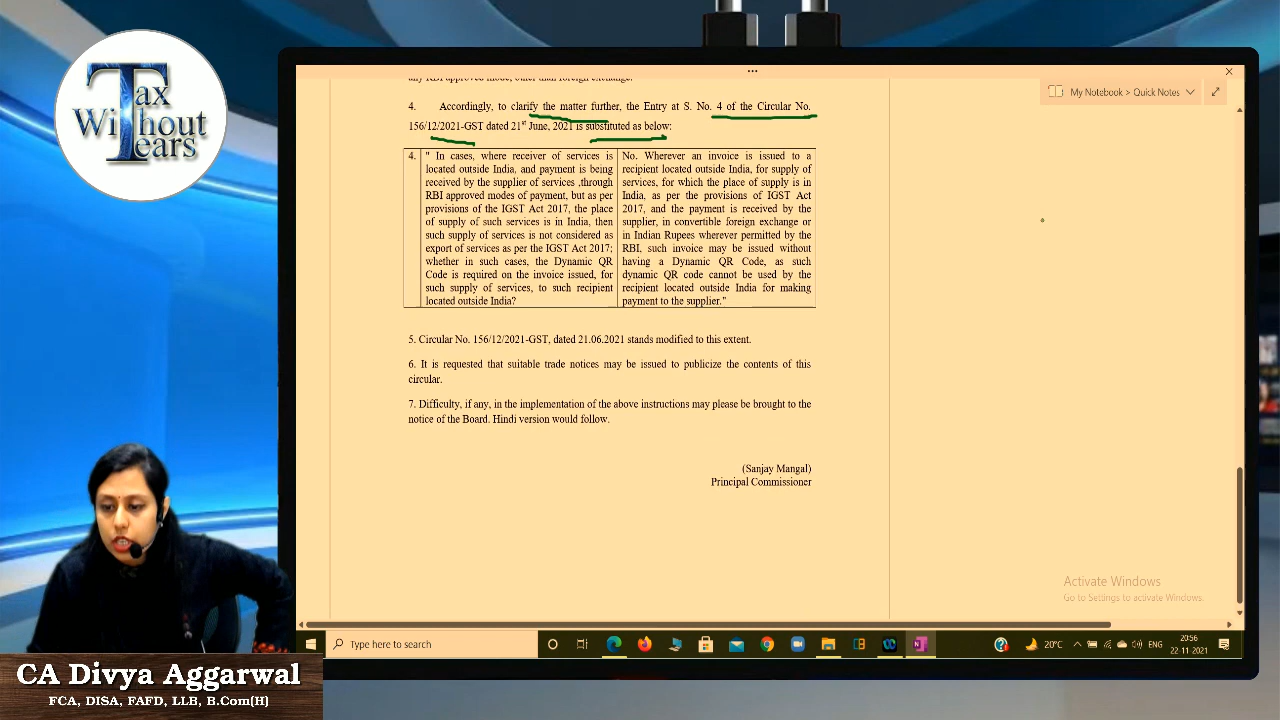 Tax
Without
Tears
any RBI approved mode, other than foreign exchange.
My Notebook > Quick Notes
4. Accordingly, to clarify the matter further, the Entry at S. No. 4 of the Circular No.
156/12/2021-GST dated 21st June, 2021 is substituted as below:
4.
" In cases, where receiver of services is
located outside India, and payment is being
received by the supplier of services ,through
RBI approved modes of payment, but as per
provisions of the IGST Act 2017, the place
of supply of such services is in India, then
such supply of services is not considered as
export of services as per the IGST Act 2017;
whether in such cases, the Dynamic QR
Code is required on the invoice issued, for
such supply of services, to such recipient
located outside India?
No. Wherever an invoice is issued to a
recipient located outside India, for supply of
services, for which the place of supply is in
India, as per the provisions of IGST Act
2017, and the payment is received by the
supplier, in convertible foreign exchange or
in Indian Rupees wherever permitted by the
RBI, such invoice may be issued without
having a Dynamic QR Code, as such
dynamic QR code cannot be used by the
recipient located outside India for making
payment to the supplier."
5. Circular No. 156/12/2021-GST, dated 21.06.2021 stands modified to this extent.
6. It is requested that suitable trade notices may be issued to publicize the contents of this
circular.
7. Difficulty, if any, in the implementation of the above instructions may please be brought to the
notice of the Board. Hindi version would follow.
(Sanjay Mangal)
Principal Commissioner
Activate Windows
Go to Settings to activate Windows.
Type here to search
20°C
ENG
20:56
22-11-2021
CA Divya Aggarwal
FCA, DISA, FAFD, LLB, B.Com(H)